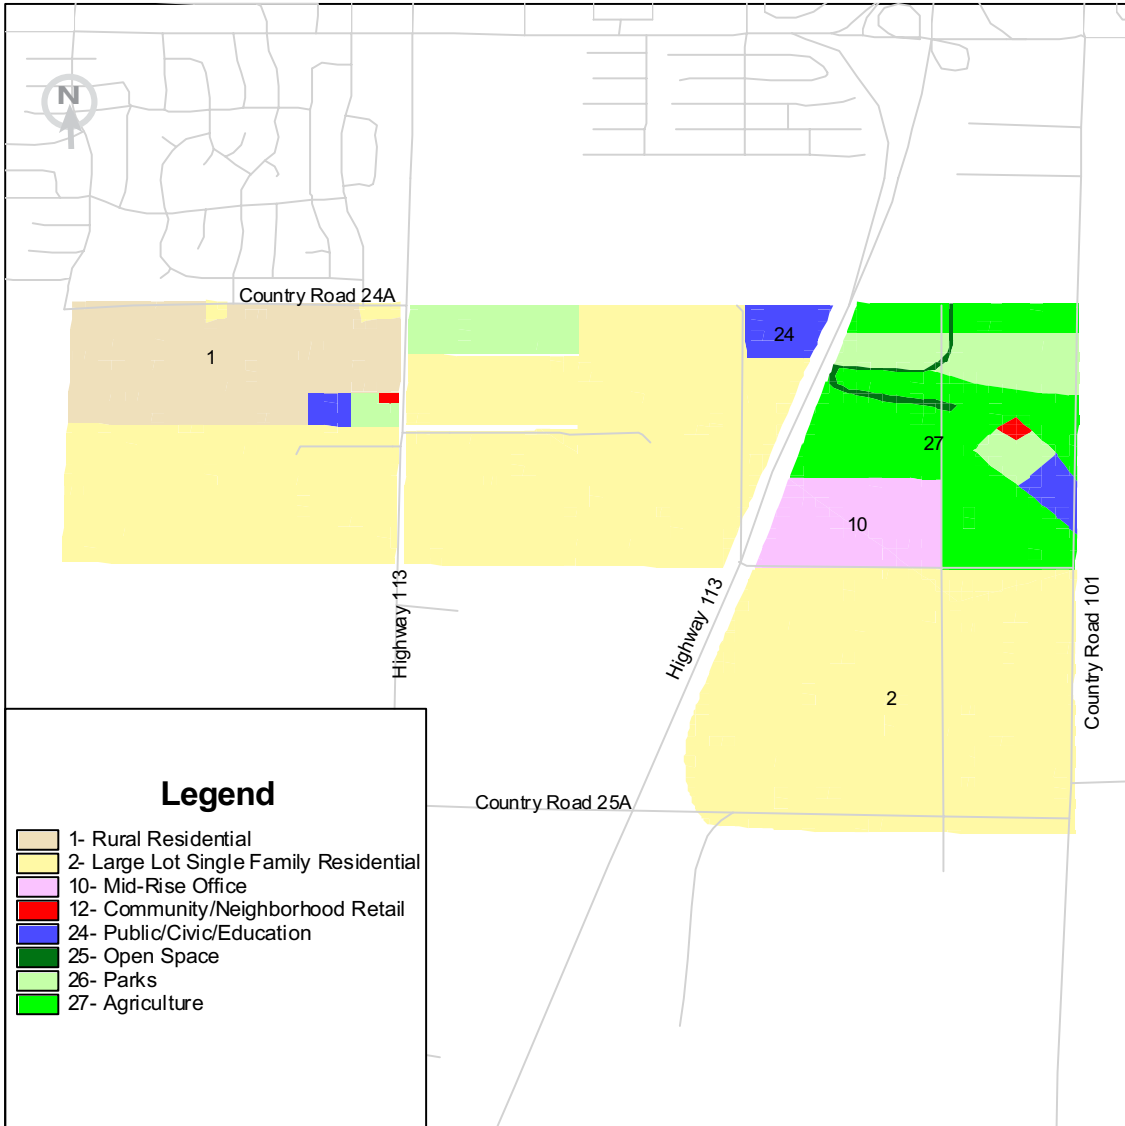 N
Country Road 24A
1
24
27
10
Highway 113
Highway 113
Country Road 101
2
Country Road 25A
Legend
1- Rural Residential
2- Large Lot Single Family Residential
10- Mid-Rise Office
12- Community/Neighborhood Retail
24- Public/Civic/Education
25- Open Space
26- Parks
27- Agriculture